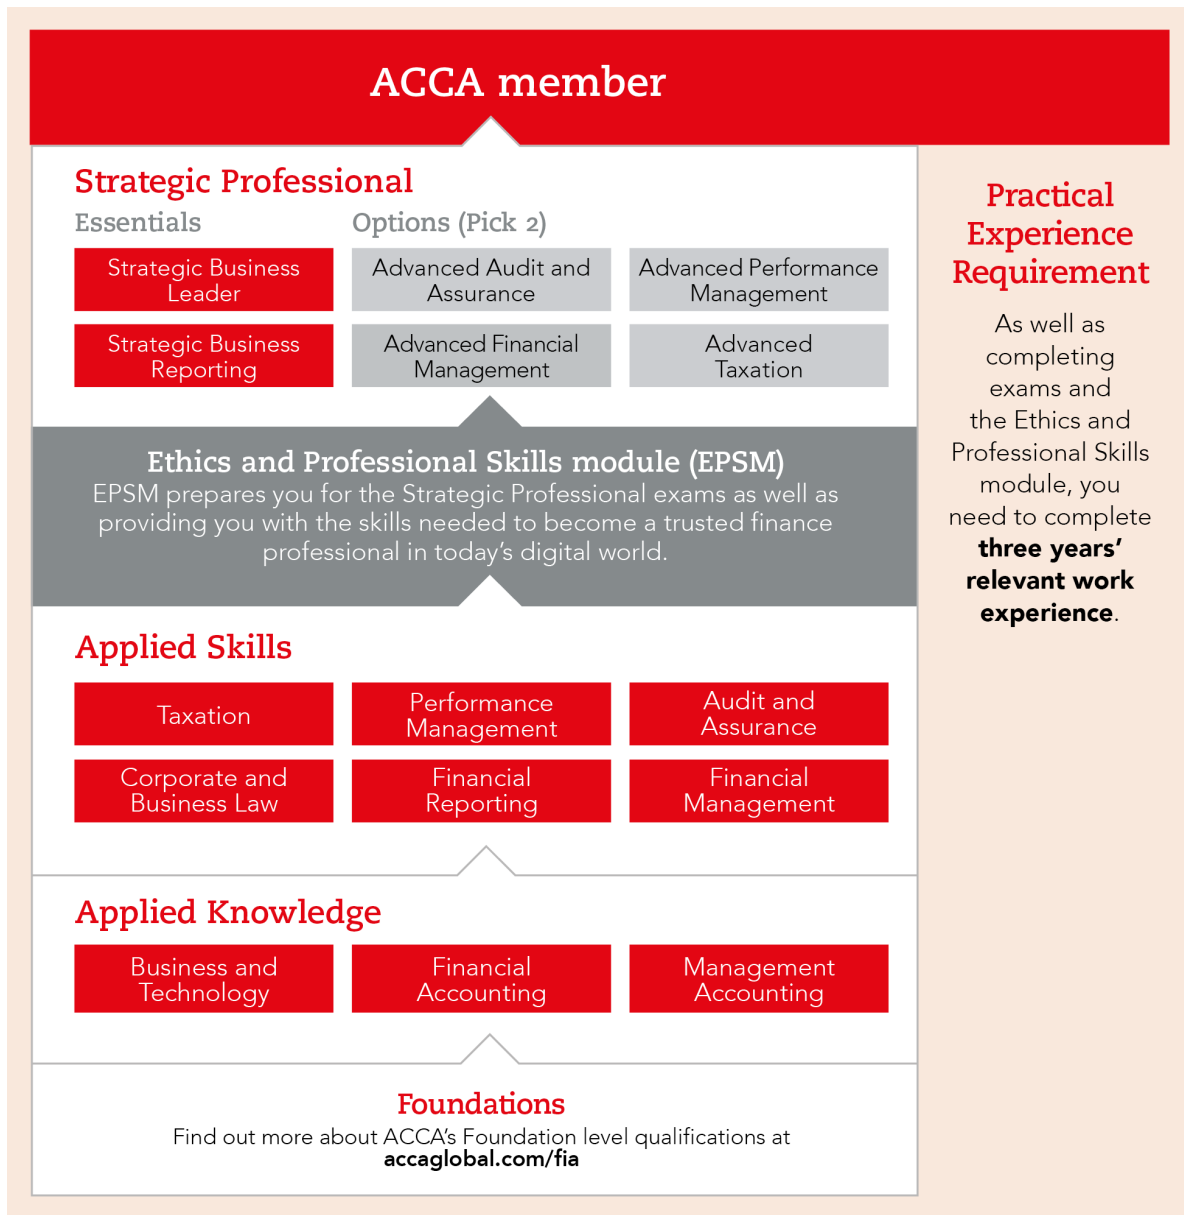 ACCA member
Strategic Professional
Essentials
Options (Pick 2)
Strategic Business
Leader
Advanced Audit and
Assurance
Advanced Performance
Management
Strategic Business
Reporting
Advanced Financial
Management
Advanced
Taxation
Ethics and Professional Skills module (EPSM)
EPSM prepares you for the Strategic Professional exams as well as
providing you with the skills needed to become a trusted finance
professional in today’s digital world.
Applied Skills
Taxation
Performance
Management
Audit and
Assurance
Corporate and
Business Law
Financial
Reporting
Financial
Management
Applied Knowledge
Business and
Technology
Financial
Accounting
Management
Accounting
Foundations
Find out more about ACCA’s Foundation level qualifications at
accaglobal.com/fia
Practical
Experience
Requirement
As well as
completing
exams and
the Ethics and
Professional Skills
module, you
need to complete
three years’
relevant work
experience.